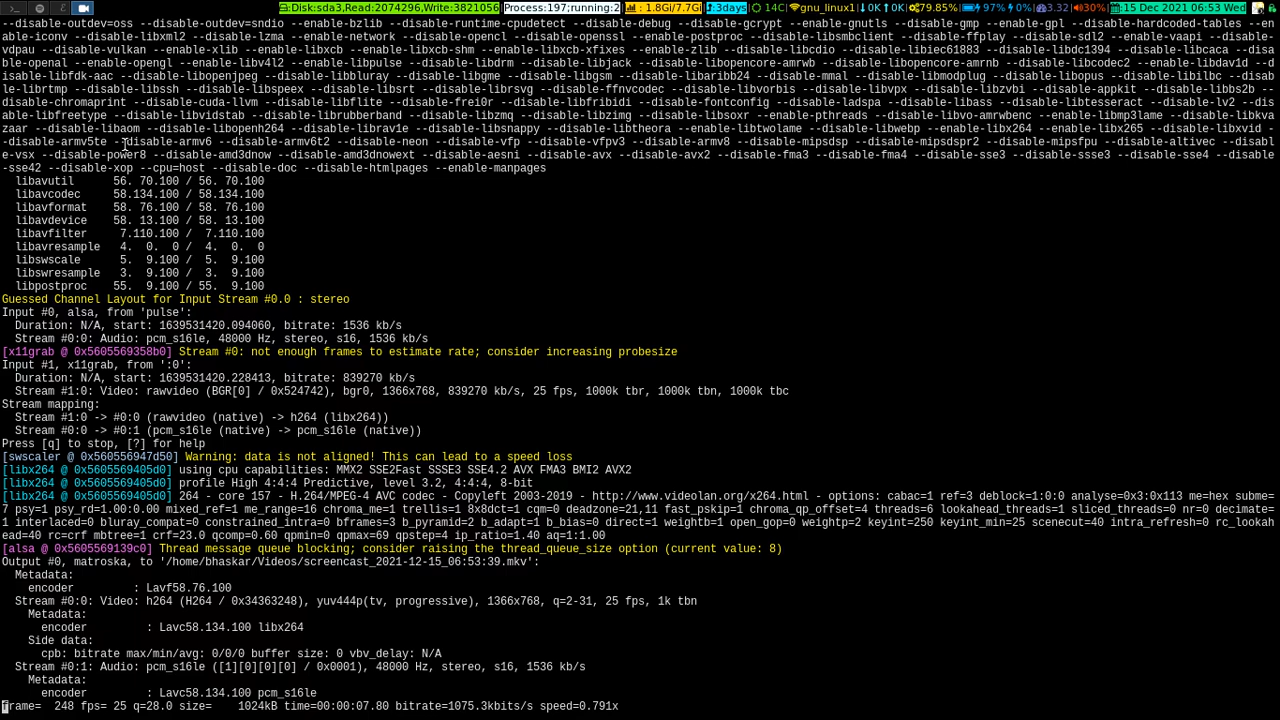 Disk:sda3,Read:2074296,Write:3821056 Process:197;running:2 : 1.8Gi/7.7Gi :3days 14C gnu_linux1 0K 0K 79.85% 97% 0% 3.32 30% :15 Dec 2021 06:53 Wed
--disable-outdev=oss --disable-outdev=sndio --enable-bzlib --disable-runtime-cpudetect --disable-debug --disable-gcrypt --enable-gnutls --disable-gmp --enable-gpl --disable-hardcoded-tables --en
able-iconv --disable-libxml2 --disable-lzma --enable-network --disable-opencl --disable-openssl --enable-postproc --disable-libsmbclient --disable-ffplay --disable-sdl2 --enable-vaapi --disable-
vdpau --disable-vulkan --enable-xlib --enable-libxcb --enable-libxcb-shm --enable-libxcb-xfixes --enable-zlib --disable-libcdio --disable-libiec61883 --disable-libdc1394 --disable-libcaca --disa
ble-openal --enable-opengl --enable-libv4l2 --enable-libpulse --disable-libdrm --disable-libjack --disable-libopencore-amrwb --disable-libopencore-amrnb --disable-libcodec2 --enable-libdav1d --d
isable-libfdk-aac --disable-libopenjpeg --disable-libbluray --disable-libgme --disable-libgsm --disable-libaribb24 --disable-mmal --disable-libmodplug --disable-libopus --disable-libilbc --disab
le-librtmp --disable-libssh --disable-libspeex --disable-libsrt --disable-librsvg --disable-ffnvcodec --disable-libvorbis --disable-libvpx --disable-libzvbi --disable-appkit --disable-libbs2b --
disable-chromaprint --disable-cuda-llvm --disable-libflite --disable-frei0r --disable-libfribidi --disable-fontconfig --disable-ladspa --disable-libass --disable-libtesseract --disable-lv2 --dis
able-libfreetype --disable-libvidstab --disable-librubberband --disable-libzmq --disable-libzimg --disable-libsoxr --enable-pthreads --disable-libvo-amrwbenc --enable-libmp3lame --disable-libkva
zaar --disable-libaom --disable-libopenh264 --disable-librav1e --disable-libsnappy --disable-libtheora --enable-libtwolame --disable-libwebp --enable-libx264 --enable-libx265 --disable-libxvid -
-disable-armv5te --disable-armv6 --disable-armv6t2 --disable-neon --disable-vfp --disable-vfpv3 --disable-armv8 --disable-mipsdsp --disable-mipsdspr2 --disable-mipsfpu --disable-altivec --disabl
e-vsx --disable-power8 --disable-amd3dnow --disable-amd3dnowext --disable-aesni --disable-avx --disable-avx2 --disable-fma3 --disable-fma4 --disable-sse3 --disable-ssse3 --disable-sse4 --disable
-sse42 --disable-xop --cpu=host --disable-doc --disable-htmlpages --enable-manpages
libavutil 56. 70.100 / 56. 70.100
libavcodec 58.134.100 / 58.134.100
libavformat 58. 76.100 / 58. 76.100
libavdevice 58. 13.100 / 58. 13.100
libavfilter 7.110.100 / 7.110.100
libavresample 4. 0. 0 / 4. 0. 0
libswscale 5. 9.100 / 5. 9.100
libswresample 3. 9.100 / 3. 9.100
libpostproc 55. 9.100 / 55. 9.100
Guessed Channel Layout for Input Stream #0.0 : stereo
Input #0, alsa, from 'pulse':
Duration: N/A, start: 1639531420.094060, bitrate: 1536 kb/s
Stream #0:0: Audio: pcm_s16le, 48000 Hz, stereo, s16, 1536 kb/s
[x11grab @ 0x5605569358b0] Stream #0: not enough frames to estimate rate; consider increasing probesize
Input #1, x11grab, from ':0':
Duration: N/A, start: 1639531420.228413, bitrate: 839270 kb/s
Stream #1:0: Video: rawvideo (BGR[0] / 0x524742), bgr0, 1366x768, 839270 kb/s, 25 fps, 1000k tbr, 1000k tbn, 1000k tbc
Stream mapping:
Stream #1:0 -> #0:0 (rawvideo (native) -> h264 (libx264))
Stream #0:0 -> #0:1 (pcm_s16le (native) -> pcm_s16le (native))
Press [q] to stop, [?] for help
[swscaler @ 0x560556947d50] Warning: data is not aligned! This can lead to a speed loss
[libx264 @ 0x5605569405d0] using cpu capabilities: MMX2 SSE2Fast SSSE3 SSE4.2 AVX FMA3 BMI2 AVX2
[libx264 @ 0x5605569405d0] profile High 4:4:4 Predictive, level 3.2, 4:4:4, 8-bit
[libx264 @ 0x5605569405d0] 264 - core 157 - H.264/MPEG-4 AVC codec - Copyleft 2003-2019 - http://www.videolan.org/x264.html - options: cabac=1 ref=3 deblock=1:0:0 analyse=0x3:0x113 me=hex subme=
7 psy=1 psy_rd=1.00:0.00 mixed_ref=1 me_range=16 chroma_me=1 trellis=1 8x8dct=1 cqm=0 deadzone=21,11 fast_pskip=1 chroma_qp_offset=4 threads=6 lookahead_threads=1 sliced_threads=0 nr=0 decimate=
1 interlaced=0 bluray_compat=0 constrained_intra=0 bframes=3 b_pyramid=2 b_adapt=1 b_bias=0 direct=1 weightb=1 open_gop=0 weightp=2 keyint=250 keyint_min=25 scenecut=40 intra_refresh=0 rc_lookah
ead=40 rc=crf mbtree=1 crf=23.0 qcomp=0.60 qpmin=0 qpmax=69 qpstep=4 ip_ratio=1.40 aq=1:1.00
[alsa @ 0x5605569139c0] Thread message queue blocking; consider raising the thread_queue_size option (current value: 8)
Output #0, matroska, to '/home/bhaskar/Videos/screencast_2021-12-15_06:53:39.mkv':
Metadata:
encoder : Lavf58.76.100
Stream #0:0: Video: h264 (H264 / 0x34363248), yuv444p(tv, progressive), 1366x768, q=2-31, 25 fps, 1k tbn
Metadata:
encoder : Lavc58.134.100 libx264
Side data:
cpb: bitrate max/min/avg: 0/0/0 buffer size: 0 vbv_delay: N/A
Stream #0:1: Audio: pcm_s16le ([1][0][0][0] / 0x0001), 48000 Hz, stereo, s16, 1536 kb/s
Metadata:
encoder : Lavc58.134.100 pcm_s16le
frame= 248 fps= 25 q=28.0 size= 1024kB time=00:00:07.80 bitrate=1075.3kbits/s speed=0.791x